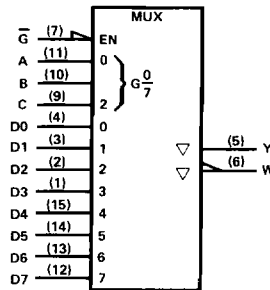 MUX
G̅ (7) EN
A (11) 0
B (10) G 0/7
C (9) 2
D0 (4) 0
D1 (3) 1 ▽ (5) Y
D2 (2) 2 ▽ (6) W
D3 (1) 3
D4 (15) 4
D5 (14) 5
D6 (13) 6
D7 (12) 7